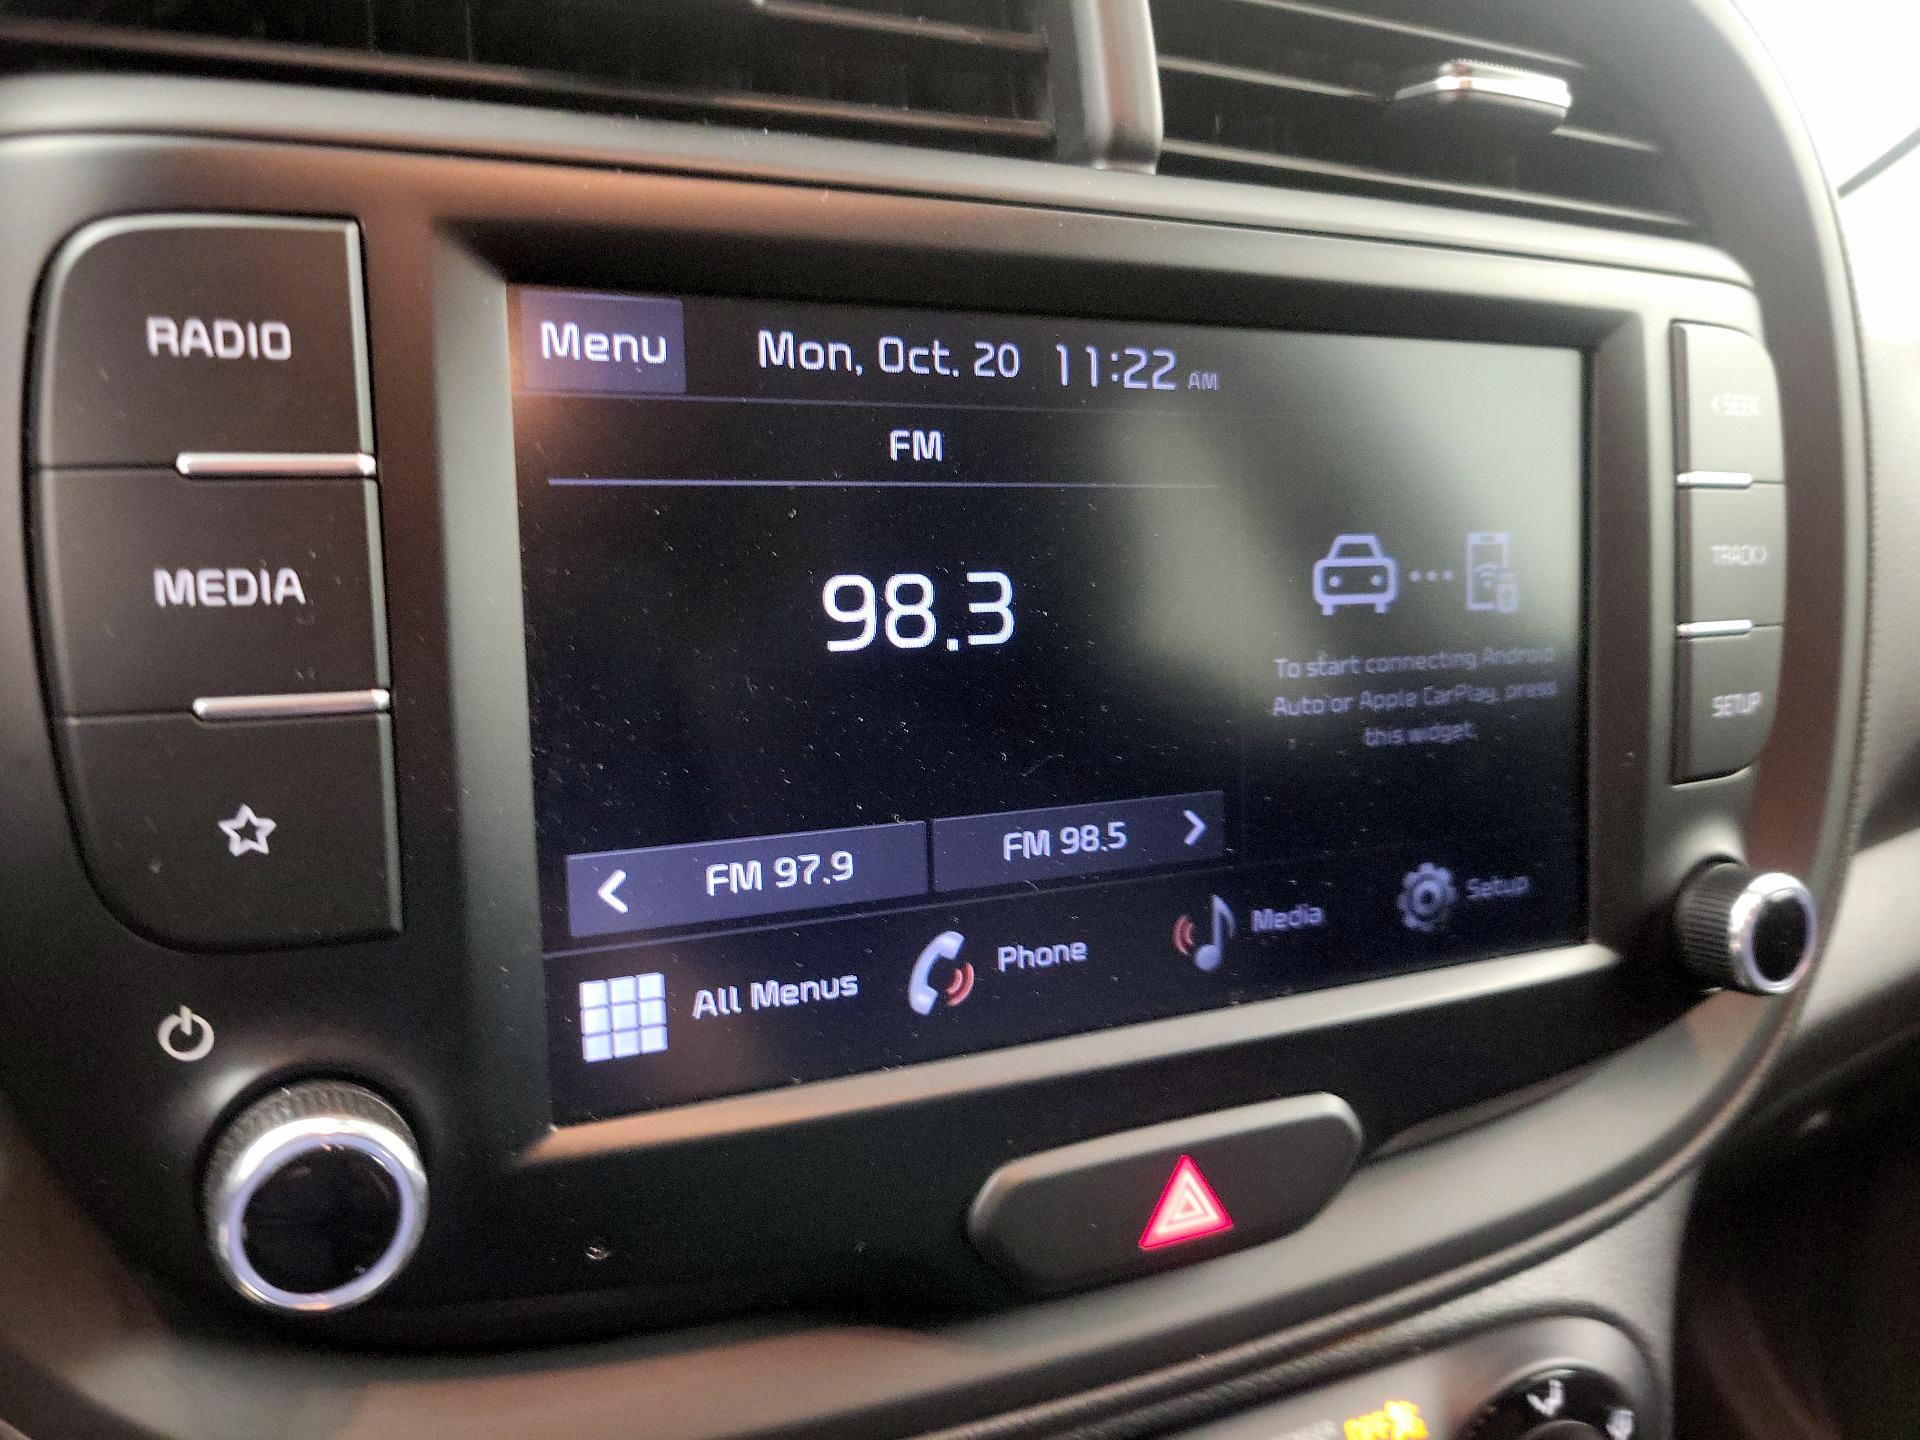 RADIO
MEDIA
Menu
Mon, Oct. 20 11:22 AM
FM
98.3
To start connecting Android
Auto or Apple CarPlay, press
this widget.
FM 97.9
FM 98.5
All Menus
Phone
Media
Setup
<SEEK
TRACK>
SETUP